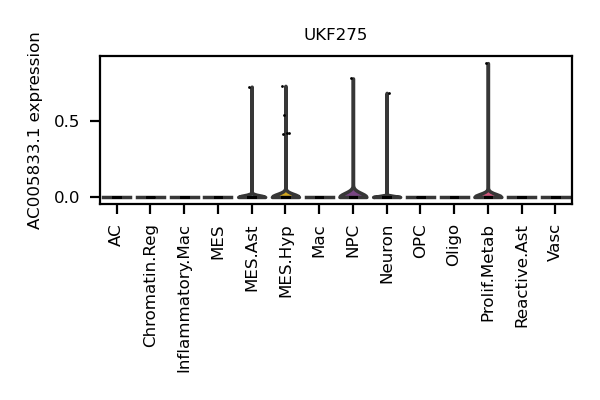 UKF275
AC005833.1 expression
0.5
0.0
AC
Chromatin.Reg
Inflammatory.Mac
MES
MES.Ast
MES.Hyp
Mac
NPC
Neuron
OPC
Oligo
Prolif.Metab
Reactive.Ast
Vasc